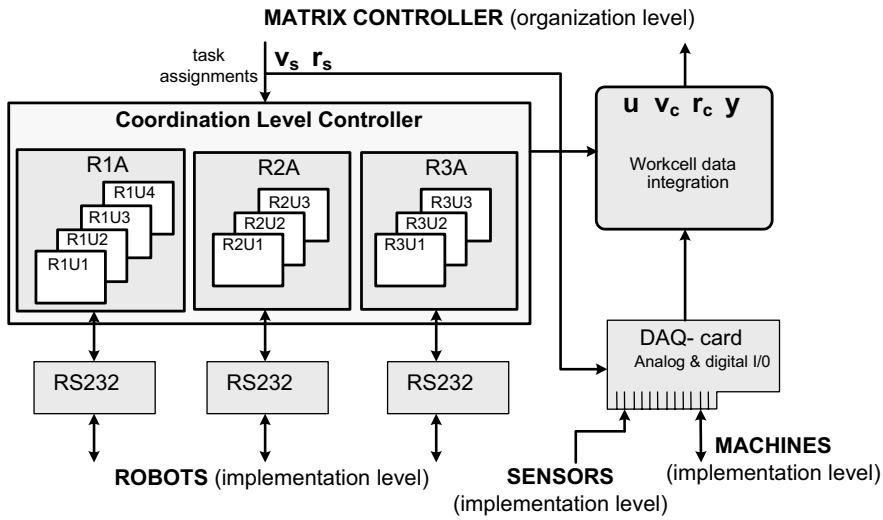 MATRIX CONTROLLER (organization level)
task
assignments
vs rs
Coordination Level Controller
R1A
R1U4
R1U3
R1U2
R1U1
R2A
R2U3
R2U2
R2U1
R3A
R3U3
R3U2
R3U1
u vc rc y
Workcell data
integration
RS232
RS232
RS232
DAQ- card
Analog & digital I/0
ROBOTS (implementation level)
SENSORS
(implementation level)
MACHINES
(implementation level)